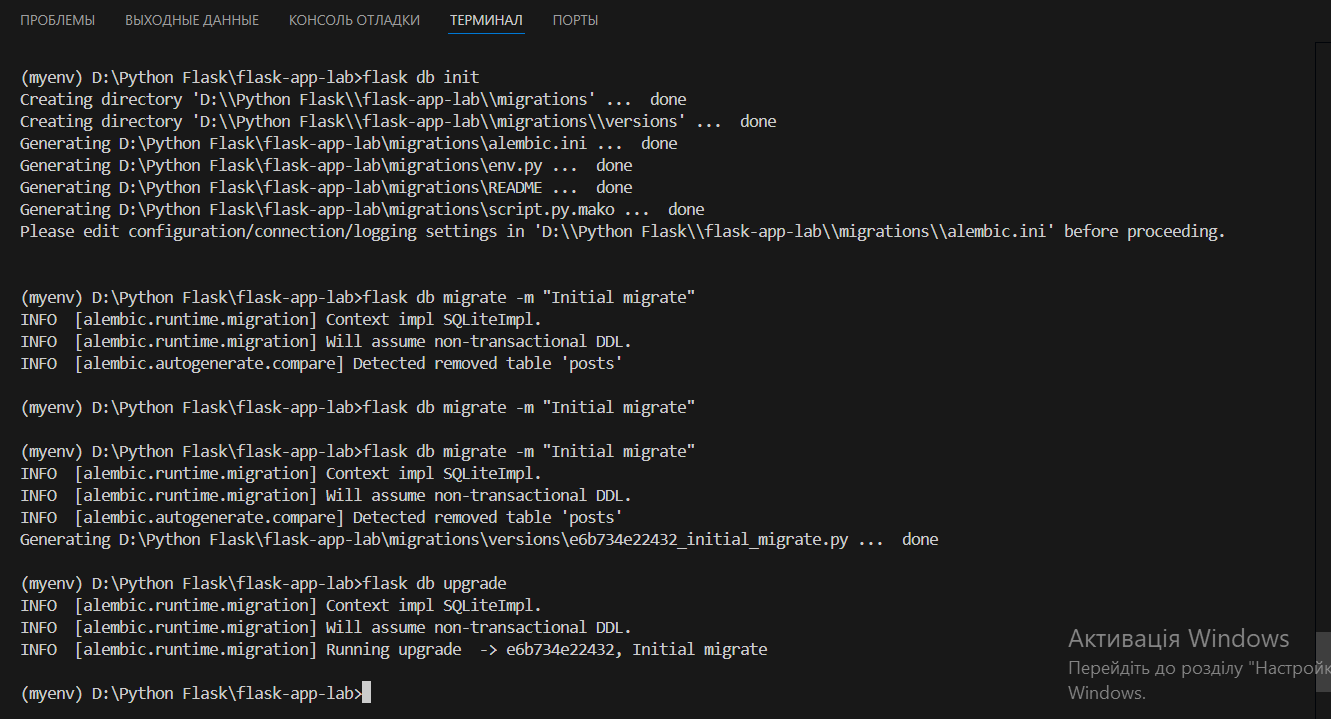 ПРОБЛЕМЫ ВЫХОДНЫЕ ДАННЫЕ КОНСОЛЬ ОТЛАДКИ ТЕРМИНАЛ ПОРТЫ
(myenv) D:\Python Flask\flask-app-lab>flask db init
Creating directory 'D:\\Python Flask\\flask-app-lab\\migrations' ...  done
Creating directory 'D:\\Python Flask\\flask-app-lab\\migrations\\versions' ...  done
Generating D:\Python Flask\flask-app-lab\migrations\alembic.ini ...  done
Generating D:\Python Flask\flask-app-lab\migrations\env.py ...  done
Generating D:\Python Flask\flask-app-lab\migrations\README ...  done
Generating D:\Python Flask\flask-app-lab\migrations\script.py.mako ...  done
Please edit configuration/connection/logging settings in 'D:\\Python Flask\\flask-app-lab\\migrations\\alembic.ini' before proceeding.
(myenv) D:\Python Flask\flask-app-lab>flask db migrate -m "Initial migrate"
INFO  [alembic.runtime.migration] Context impl SQLiteImpl.
INFO  [alembic.runtime.migration] Will assume non-transactional DDL.
INFO  [alembic.autogenerate.compare] Detected removed table 'posts'
(myenv) D:\Python Flask\flask-app-lab>flask db migrate -m "Initial migrate"
(myenv) D:\Python Flask\flask-app-lab>flask db migrate -m "Initial migrate"
INFO  [alembic.runtime.migration] Context impl SQLiteImpl.
INFO  [alembic.runtime.migration] Will assume non-transactional DDL.
INFO  [alembic.autogenerate.compare] Detected removed table 'posts'
Generating D:\Python Flask\flask-app-lab\migrations\versions\e6b734e22432_initial_migrate.py ...  done
(myenv) D:\Python Flask\flask-app-lab>flask db upgrade
INFO  [alembic.runtime.migration] Context impl SQLiteImpl.
INFO  [alembic.runtime.migration] Will assume non-transactional DDL.
INFO  [alembic.runtime.migration] Running upgrade  -> e6b734e22432, Initial migrate
(myenv) D:\Python Flask\flask-app-lab>
Активація Windows
Перейдіть до розділу "Настройк
Windows.